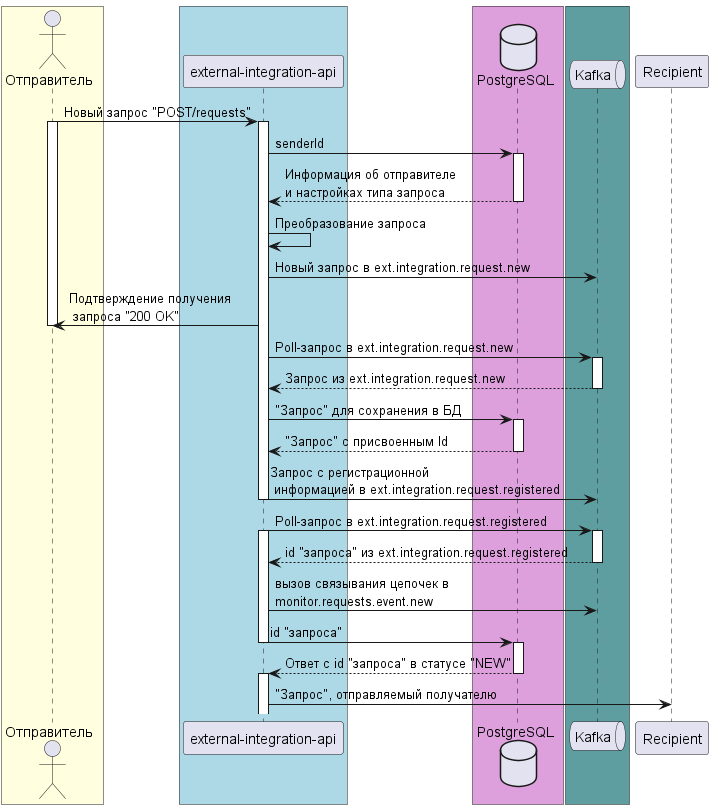 Отправитель
external-integration-api
PostgreSQL
Kafka
Recipient
Новый запрос "POST/requests"
senderId
Информация об отправителе
и настройках типа запроса
Преобразование запроса
Новый запрос в ext.integration.request.new
Подтверждение получения
запроса "200 OK"
Poll-запрос в ext.integration.request.new
Запрос из ext.integration.request.new
"Запрос" для сохранения в БД
"Запрос" с присвоенным Id
Запрос с регистрационной
информацией в ext.integration.request.registered
Poll-запрос в ext.integration.request.registered
id "запроса" из ext.integration.request.registered
вызов связывания цепочек в
monitor.requests.event.new
id "запроса"
Ответ с id "запроса" в статусе "NEW"
"Запрос", отправляемый получателю
Отправитель
external-integration-api
PostgreSQL
Kafka
Recipient